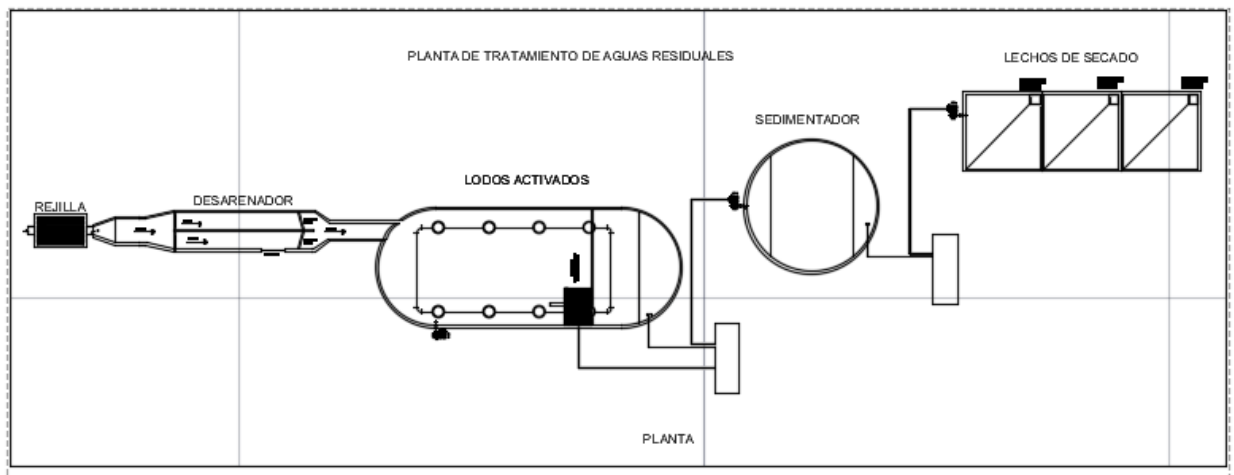 PLANTA DE TRATAMIENTO DE AGUAS RESIDUALES
LECHOS DE SECADO
SEDIMENTADOR
LODOS ACTIVADOS
DESARENADOR
REJILLA
PLANTA